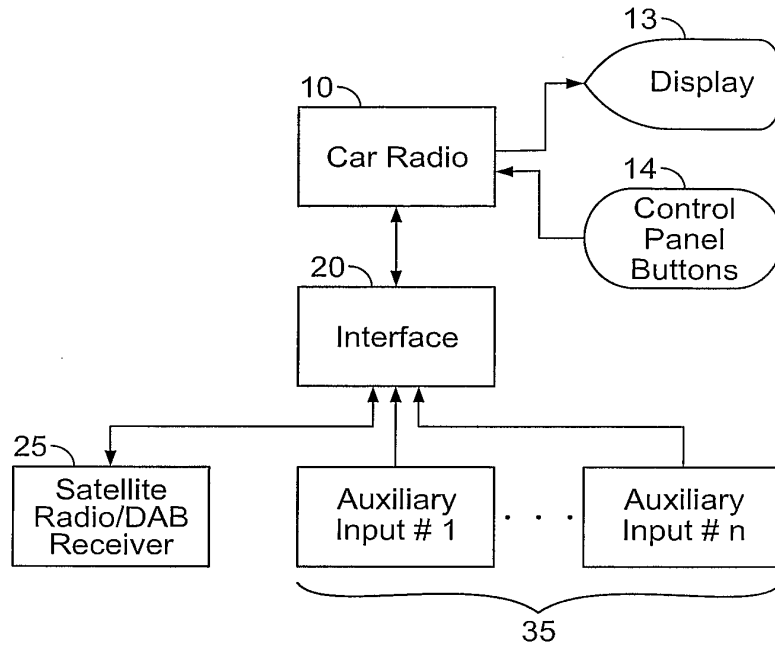 13
Display
10
Car Radio
14
Control
Panel
Buttons
20
Interface
25
Satellite
Radio/DAB
Receiver
Auxiliary
Input # 1
. . .
Auxiliary
Input # n
35